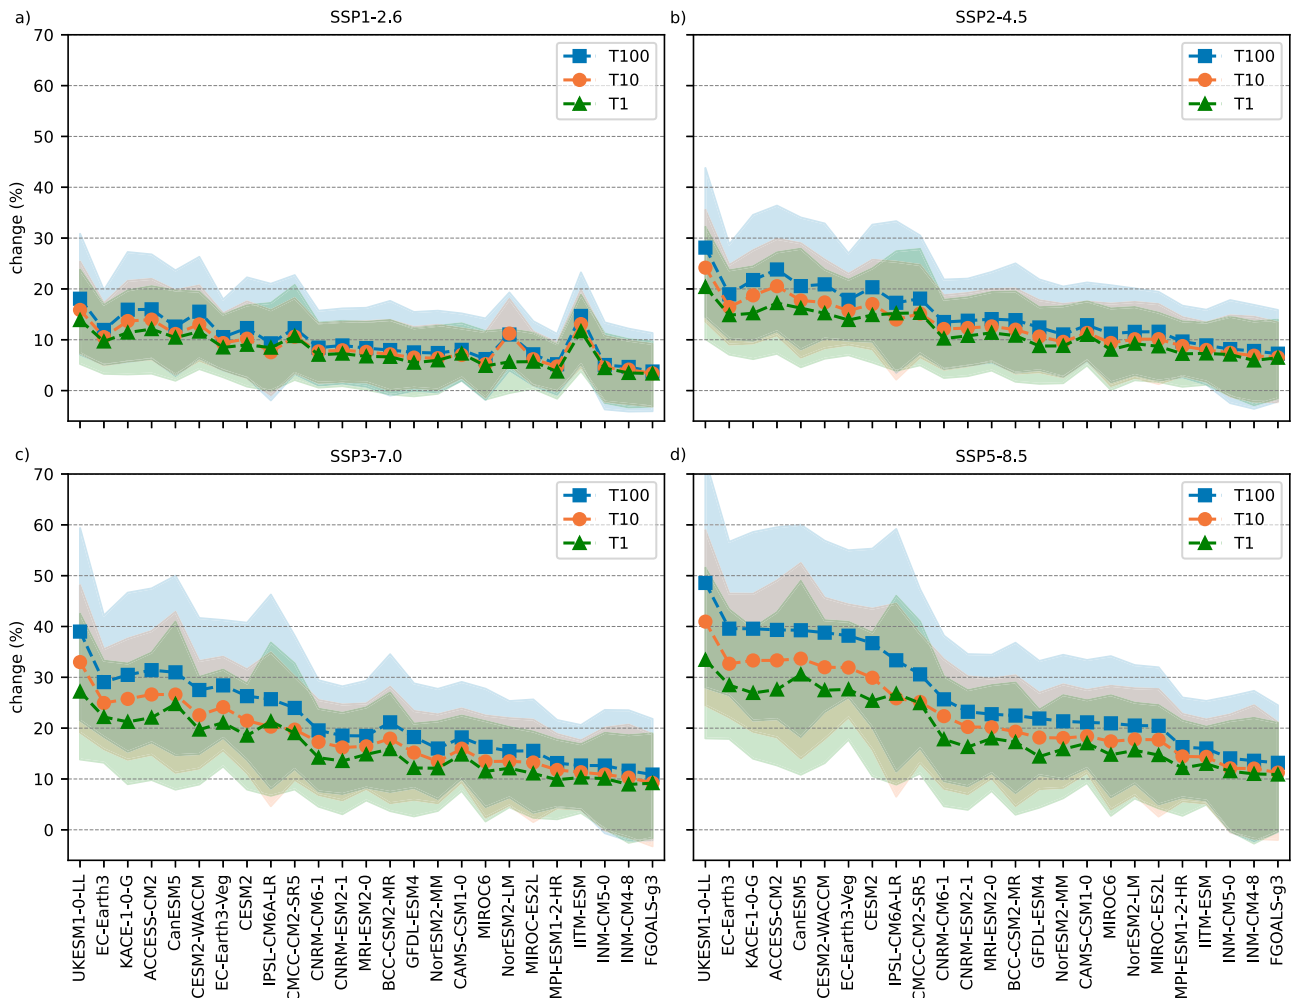 a)
SSP1-2.6
b)
SSP2-4.5
70
60
50
40
30
20
10
0
change (%)
T100
T10
T1
T100
T10
T1
c)
SSP3-7.0
d)
SSP5-8.5
70
60
50
40
30
20
10
0
change (%)
T100
T10
T1
T100
T10
T1
UKESM1-0-LL
EC-Earth3
KACE-1-0-G
ACCESS-CM2
CanESM5
CESM2-WACCM
EC-Earth3-Veg
CESM2
IPSL-CM6A-LR
CMCC-CM2-SR5
CNRM-CM6-1
CNRM-ESM2-1
MRI-ESM2-0
BCC-CSM2-MR
GFDL-ESM4
NorESM2-MM
CAMS-CSM1-0
MIROC6
NorESM2-LM
MIROC-ES2L
MPI-ESM1-2-HR
IITM-ESM
INM-CM5-0
INM-CM4-8
FGOALS-g3
UKESM1-0-LL
EC-Earth3
KACE-1-0-G
ACCESS-CM2
CanESM5
CESM2-WACCM
EC-Earth3-Veg
CESM2
IPSL-CM6A-LR
CMCC-CM2-SR5
CNRM-CM6-1
CNRM-ESM2-1
MRI-ESM2-0
BCC-CSM2-MR
GFDL-ESM4
NorESM2-MM
CAMS-CSM1-0
MIROC6
NorESM2-LM
MIROC-ES2L
MPI-ESM1-2-HR
IITM-ESM
INM-CM5-0
INM-CM4-8
FGOALS-g3